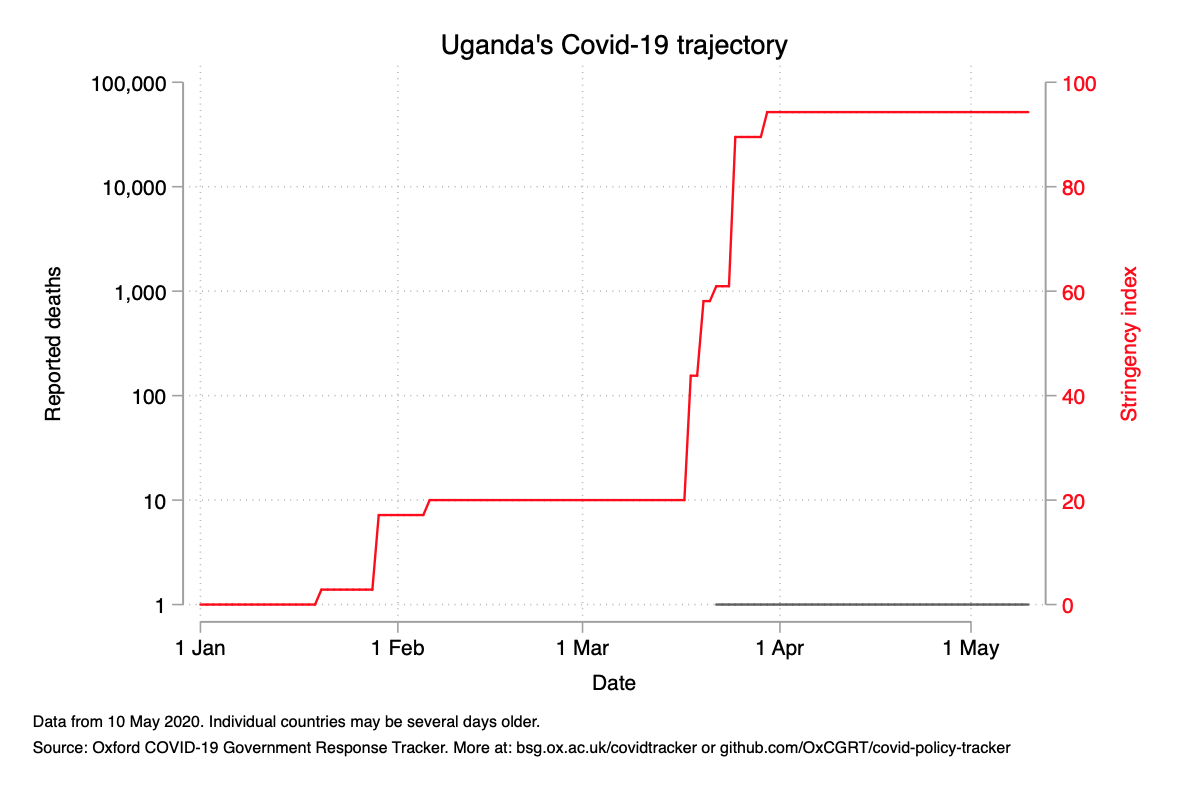 Uganda's Covid-19 trajectory
100,000
10,000
1,000
100
10
1
Reported deaths
100
80
60
40
20
0
Stringency index
1 Jan
1 Feb
1 Mar
1 Apr
1 May
Date
Data from 10 May 2020. Individual countries may be several days older.
Source: Oxford COVID-19 Government Response Tracker. More at: bsg.ox.ac.uk/covidtracker or github.com/OxCGRT/covid-policy-tracker